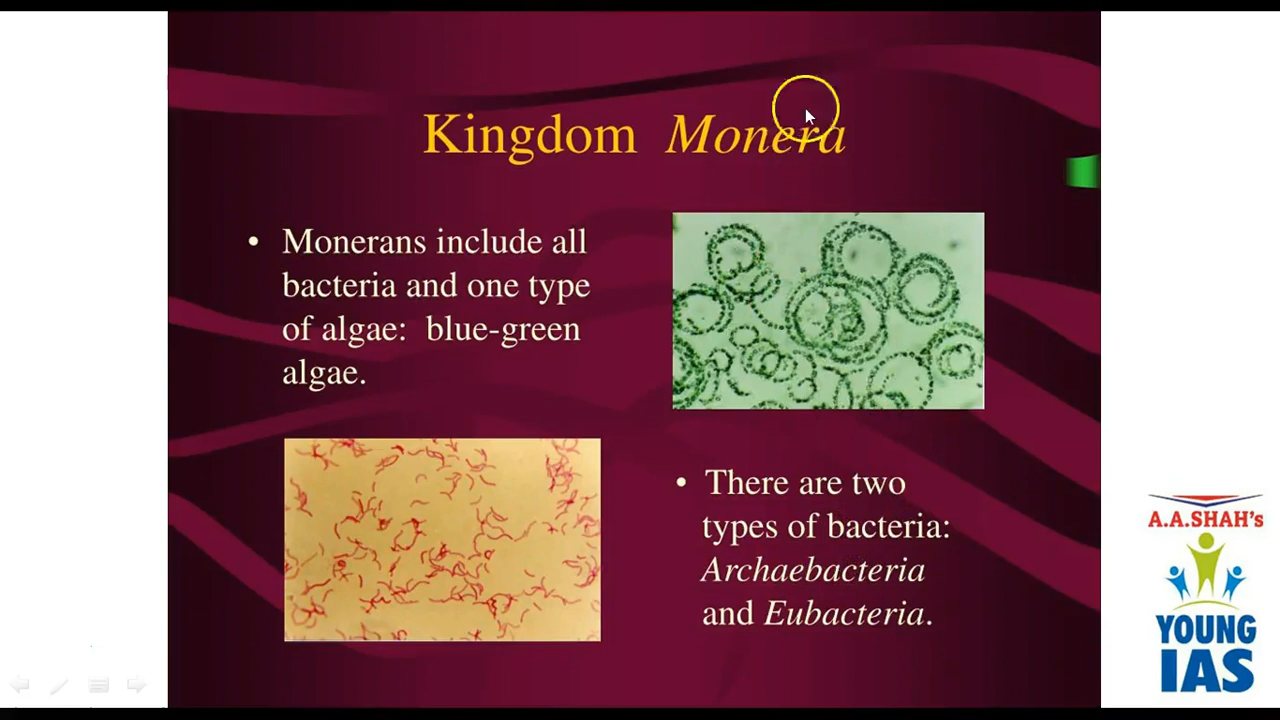 Kingdom Monera
• Monerans include all
bacteria and one type
of algae: blue-green
algae.
• There are two
types of bacteria:
Archaebacteria
and Eubacteria.
A.A.SHAH's
YOUNG
IAS